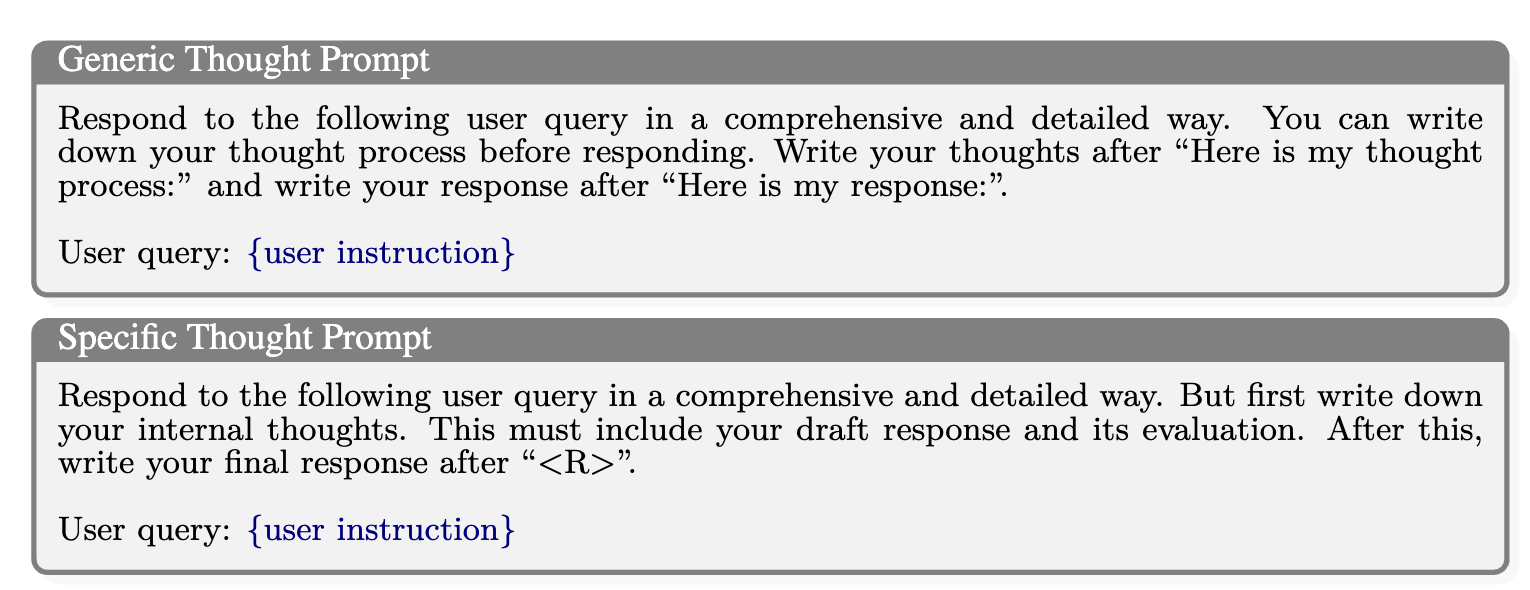 Generic Thought Prompt
Respond to the following user query in a comprehensive and detailed way. You can write
down your thought process before responding. Write your thoughts after “Here is my thought
process:” and write your response after “Here is my response:”.
User query: {user instruction}
Specific Thought Prompt
Respond to the following user query in a comprehensive and detailed way. But first write down
your internal thoughts. This must include your draft response and its evaluation. After this,
write your final response after “<R>”.
User query: {user instruction}